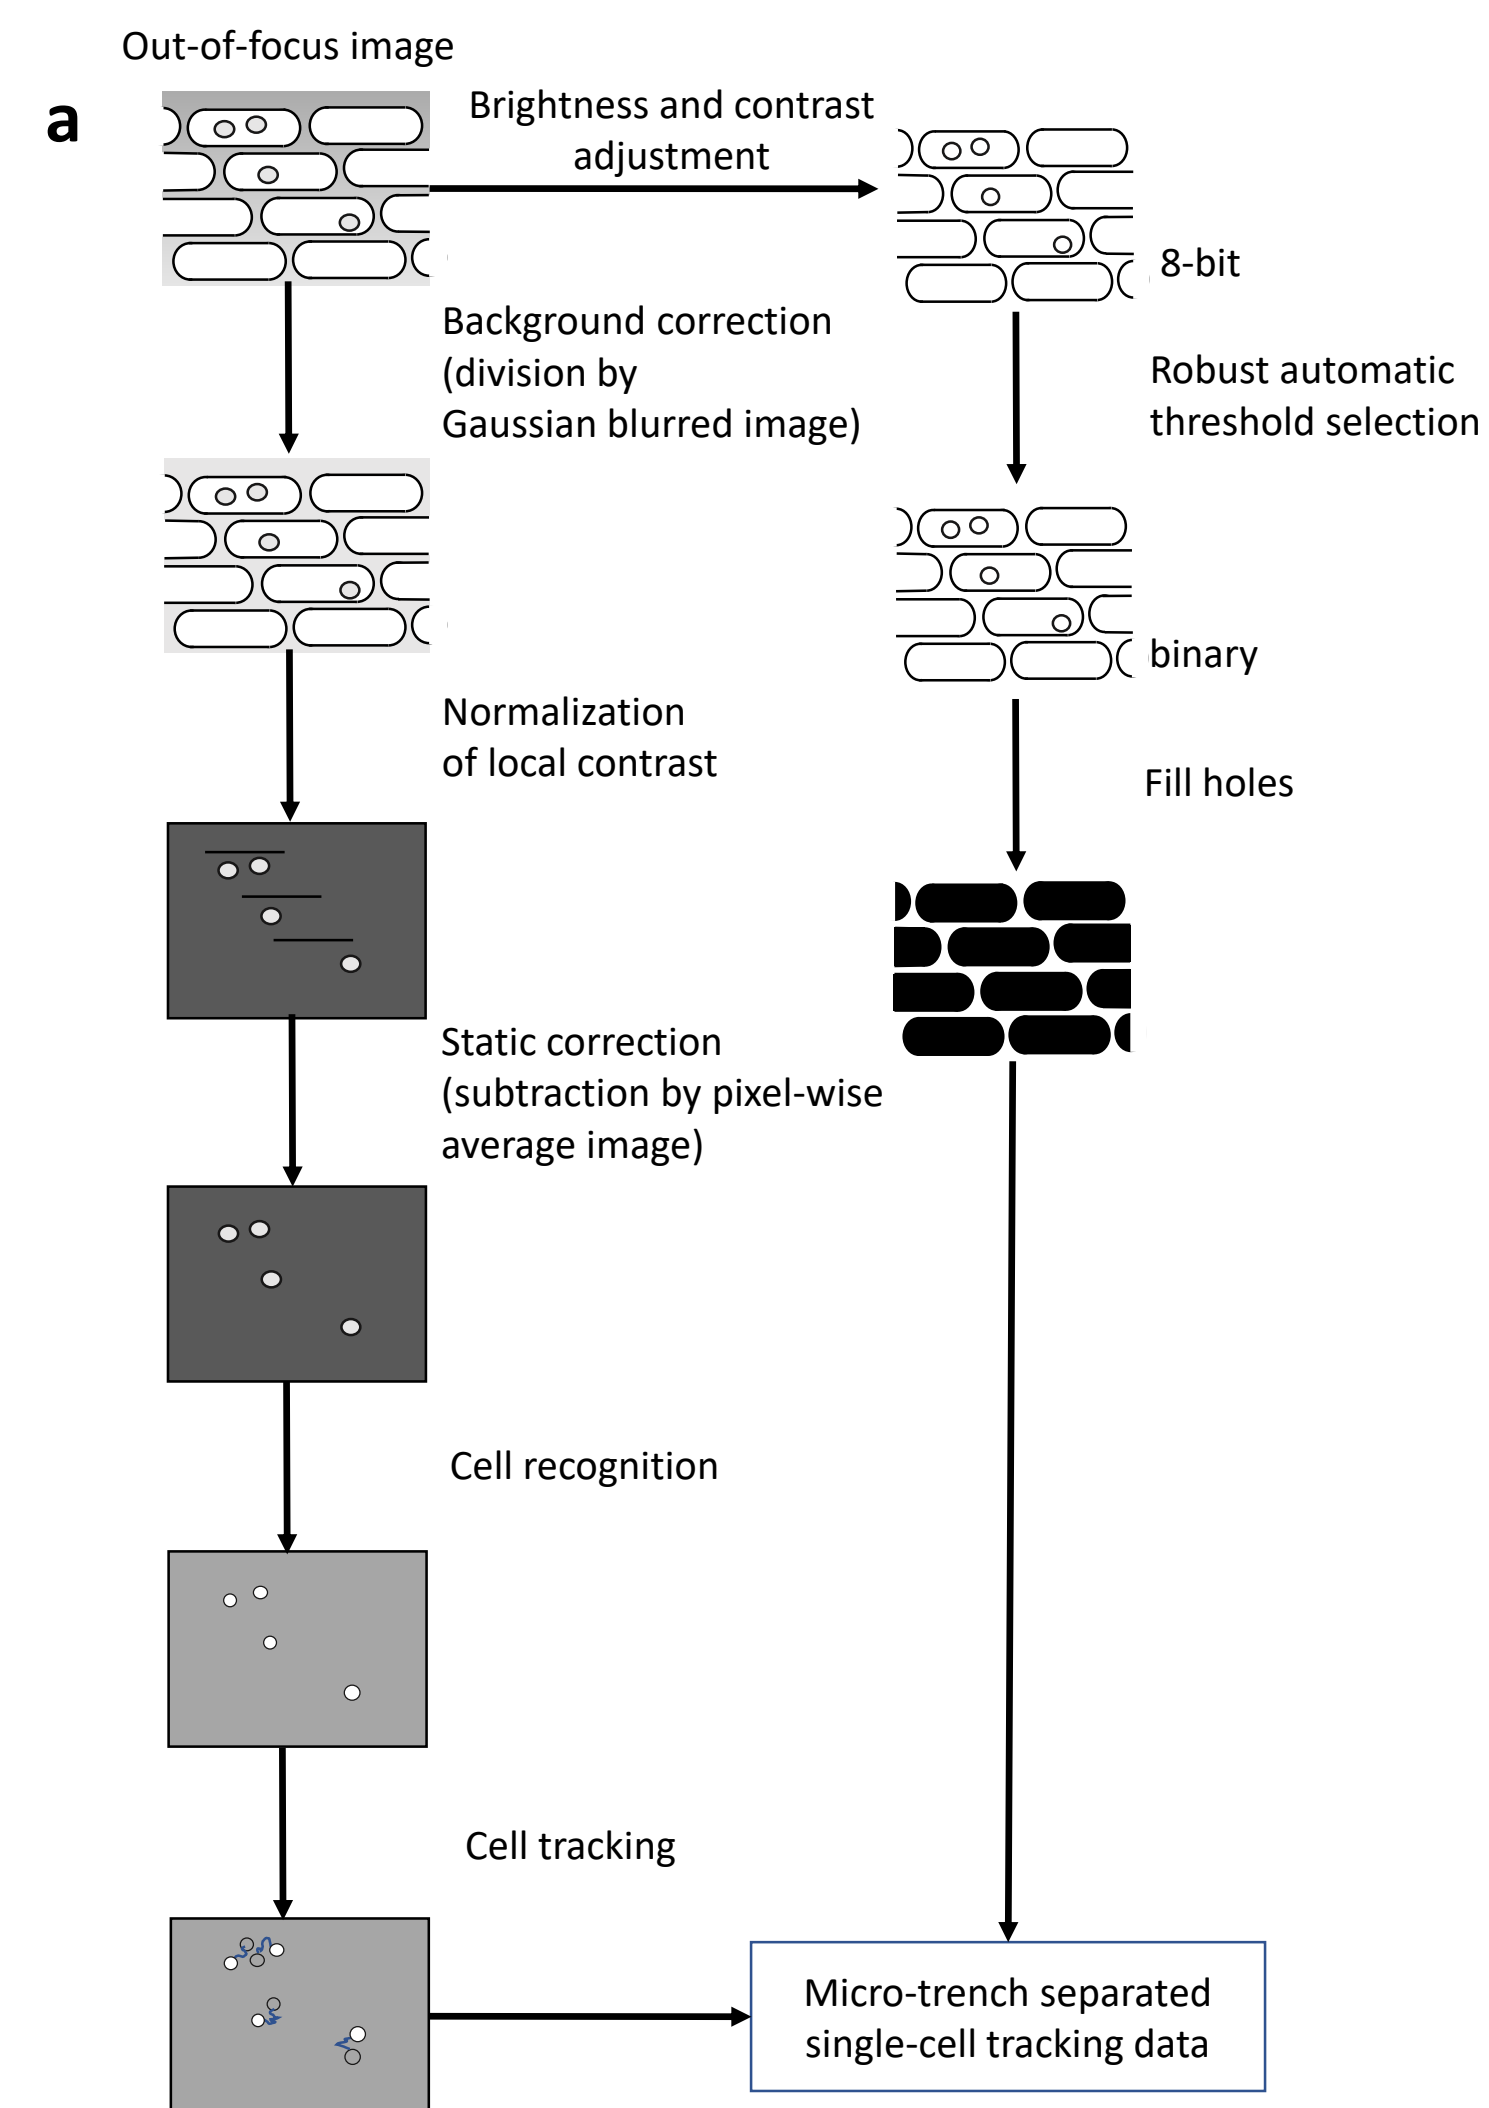 Out-of-focus image
a
Brightness and contrast
adjustment
8-bit
Background correction
(division by
Gaussian blurred image)
Robust automatic
threshold selection
binary
Normalization
of local contrast
Fill holes
Static correction
(subtraction by pixel-wise
average image)
Cell recognition
Cell tracking
Micro-trench separated
single-cell tracking data